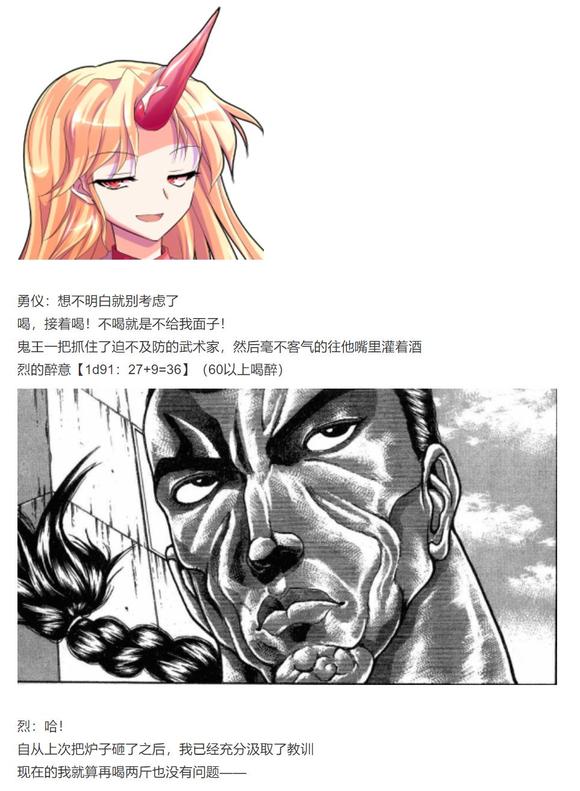 勇仪：想不明白就别考虑了
喝，接着喝！不喝就是不给我面子！
鬼王一把抓住了迫不及防的武术家，然后毫不客气的往他嘴里灌着酒
烈的醉意【1d91：27+9=36】（60以上喝醉）
烈：哈！
自从上次把炉子砸了之后，我已经充分汲取了教训
现在的我就算再喝两斤也没有问题——